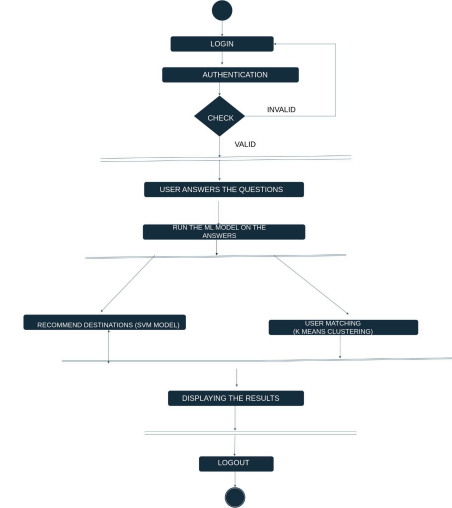 LOGIN
AUTHENTICATION
INVALID
CHECK
VALID
USER ANSWERS THE QUESTIONS
RUN THE ML MODEL ON THE
ANSWERS
RECOMMEND DESTINATIONS (SVM MODEL)
USER MATCHING
(K MEANS CLUSTERING)
DISPLAYING THE RESULTS
LOGOUT